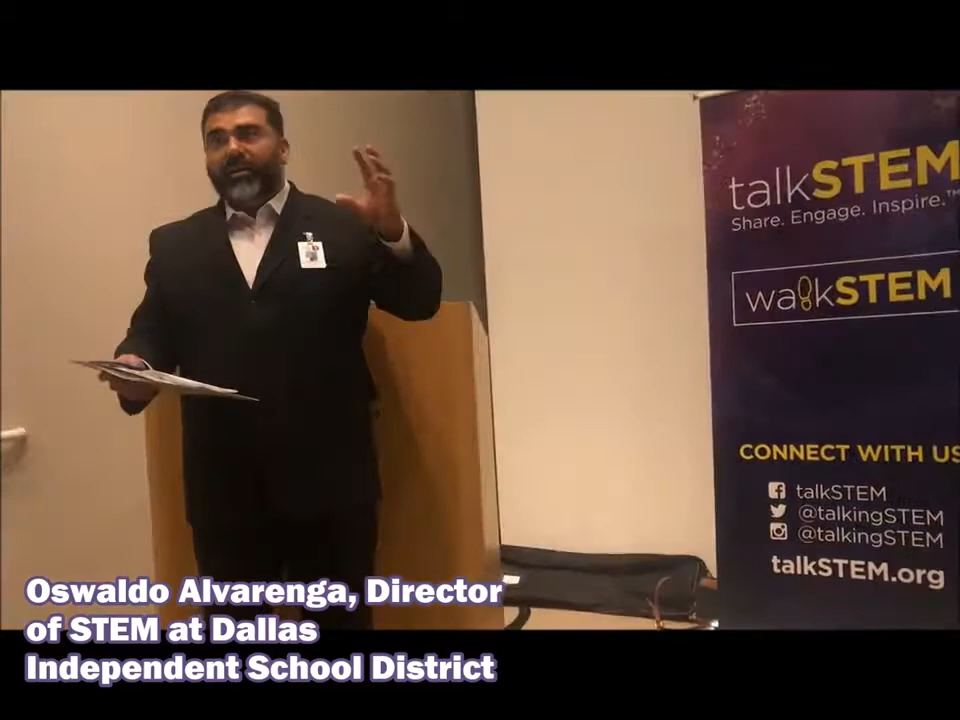 talkSTEM
Share. Engage. Inspire.™
walkSTEM
CONNECT WITH US
talkSTEM
@talkingSTEM
@talkingSTEM
talkSTEM.org
Oswaldo Alvarenga, Director
of STEM at Dallas
Independent School District